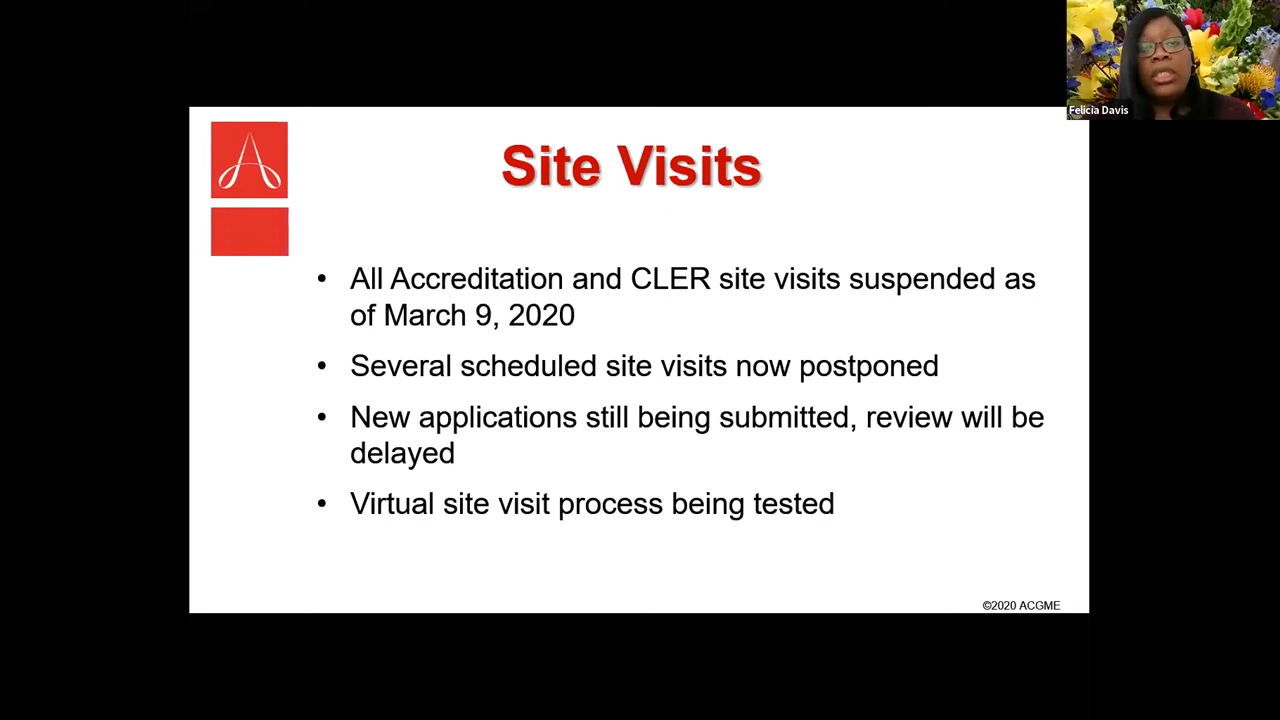 Felicia Davis
Site Visits
• All Accreditation and CLER site visits suspended as
of March 9, 2020
• Several scheduled site visits now postponed
• New applications still being submitted, review will be
delayed
• Virtual site visit process being tested
©2020 ACGME